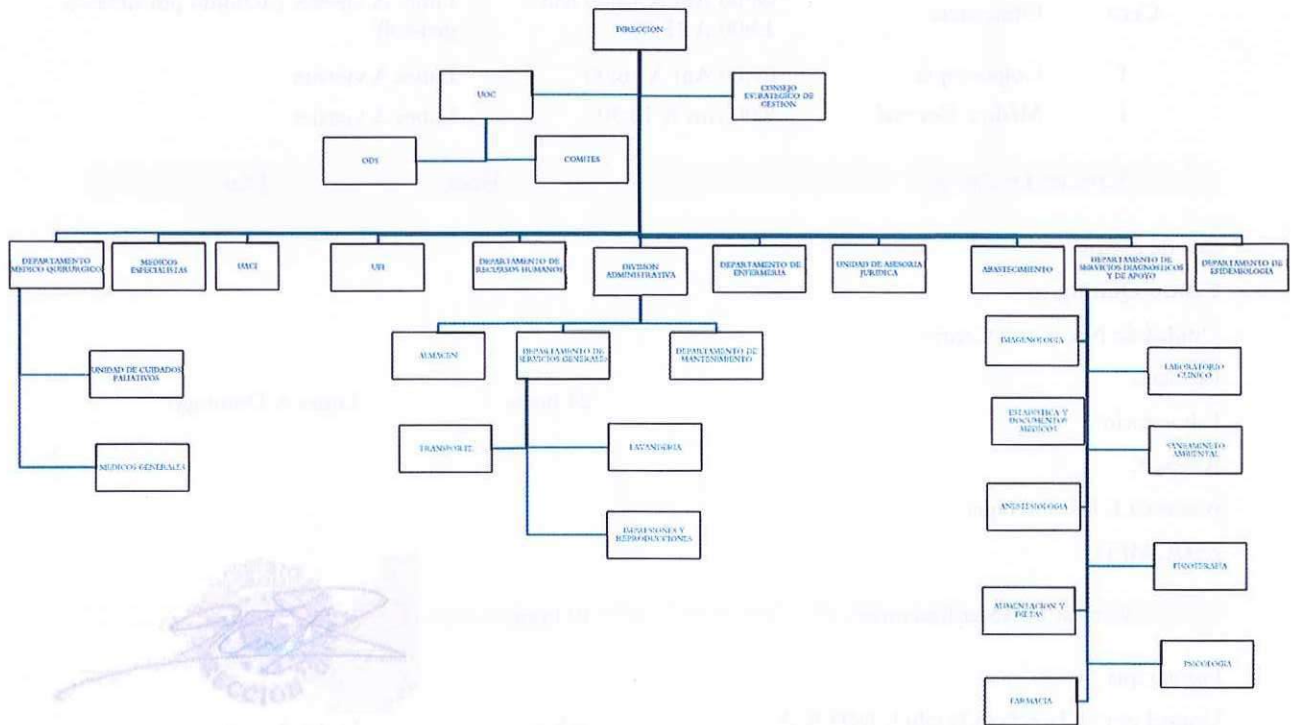 DIRECCION
UOC
CONSEJO
ESTRATEGICO DE
GESTION
ODS
COMITES
DEPARTAMENTO
MEDICO QUIRURGICO
MEDICOS
ESPECIALISTAS
UACI
UFI
DEPARTAMENTO DE
RECURSOS HUMANOS
DIVISION
ADMINISTRATIVA
DEPARTAMENTO DE
ENFERMERIA
UNIDAD DE ASESORIA
JURIDICA
ABASTECIMIENTO
DEPARTAMENTO DE
SERVICIOS DIAGNOSTICOS
Y DE APOYO
DEPARTAMENTO DE
EPIDEMIOLOGIA
ALMACEN
DEPARTAMENTO DE
SERVICIOS GENERALES
DEPARTAMENTO DE
MANTENIMIENTO
IMAGENOLOGIA
UNIDAD DE CUIDADOS
PALIATIVOS
LABORATORIO
CLINICO
ESTADISTICA Y
DOCUMENTOS
MEDICOS
TRANSPORTE
LAVANDERIA
AMBIENTAL
MEDICOS GENERALES
ANESTESIOLOGIA
IMPRESIONES Y
REPRODUCCIONES
FISIOTERAPIA
ALIMENTACION Y
DIETAS
PSICOLOGIA
FARMACIA